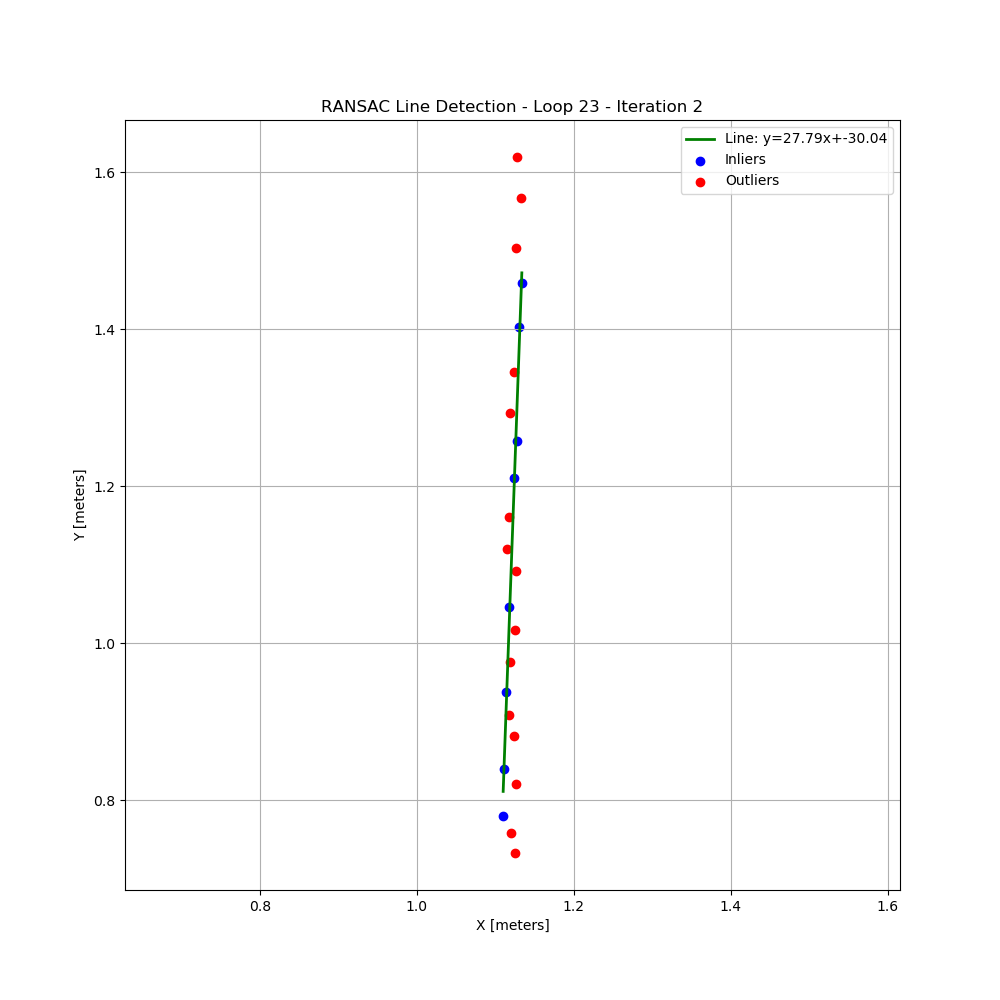 RANSAC Line Detection - Loop 23 - Iteration 2
Line: y=27.79x+-30.04
Inliers
Outliers
1.6
1.4
1.2
1.0
0.8
Y [meters]
0.8 1.0 1.2 1.4 1.6
X [meters]